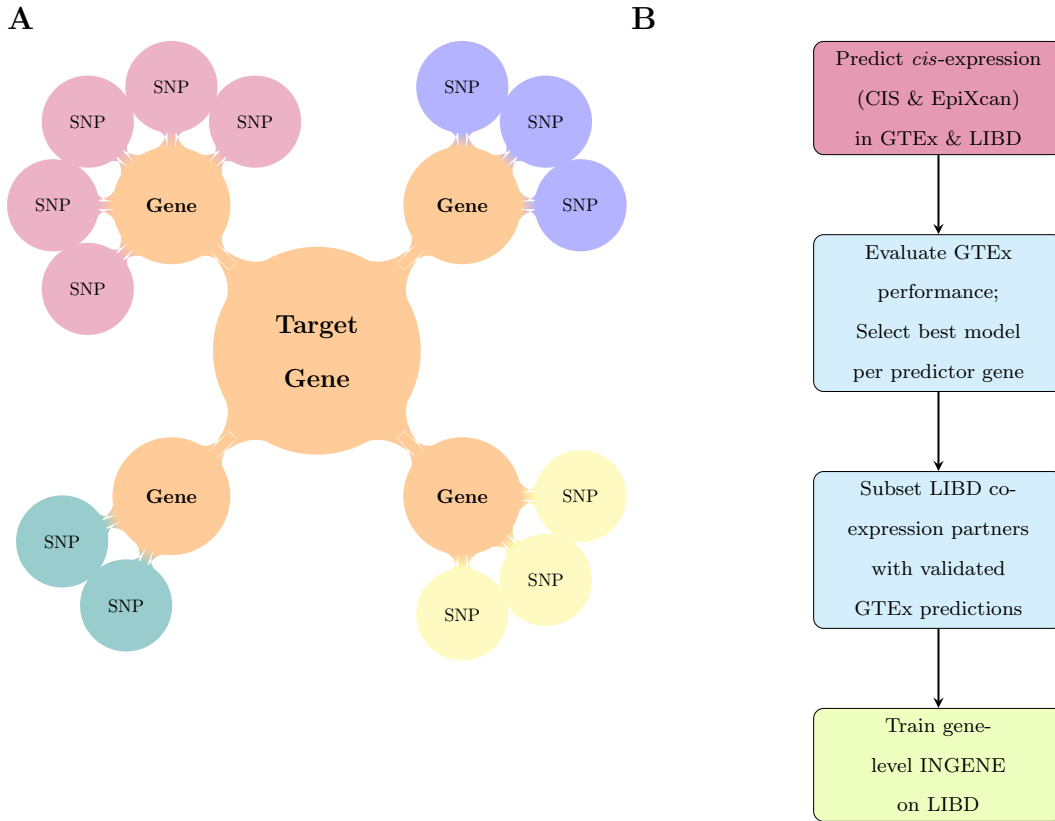 A
SNP
SNP
SNP
SNP
SNP
Gene
SNP
SNP
SNP
Gene
Target
Gene
Gene
SNP
SNP
Gene
SNP
SNP
SNP
B
Predict cis-expression
(CIS & EpiXcan)
in GTEx & LIBD
Evaluate GTEx
performance;
Select best model
per predictor gene
Subset LIBD co-
expression partners
with validated
GTEx predictions
Train gene-
level INGENE
on LIBD